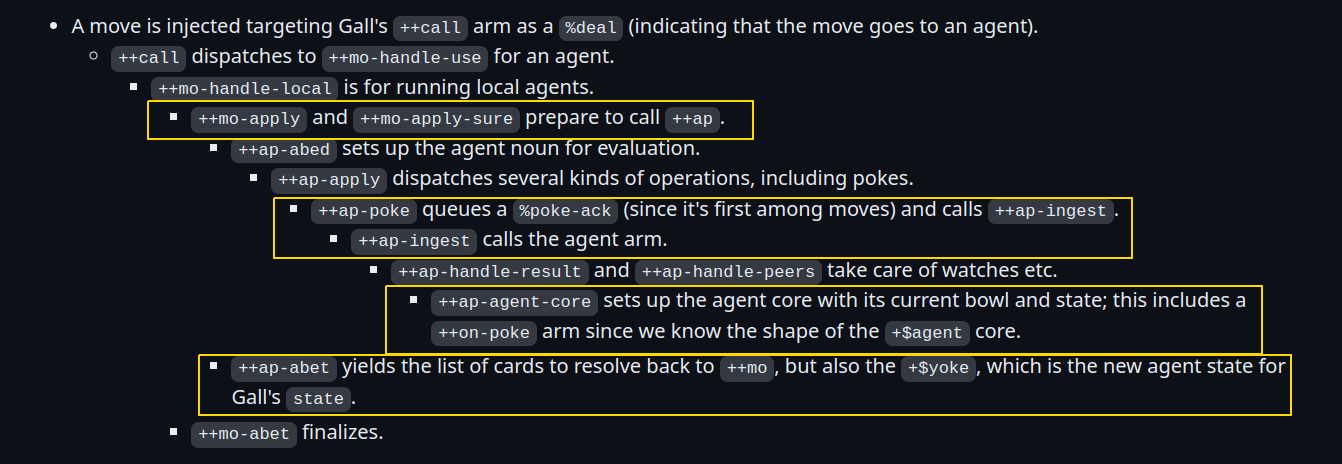 A move is injected targeting Gall's ++call arm as a %deal (indicating that the move goes to an agent).
++call dispatches to ++mo-handle-use for an agent.
++mo-handle-local is for running local agents.
++mo-apply and ++mo-apply-sure prepare to call ++ap.
++ap-abed sets up the agent noun for evaluation.
++ap-apply dispatches several kinds of operations, including pokes.
++ap-poke queues a %poke-ack (since it's first among moves) and calls ++ap-ingest.
++ap-ingest calls the agent arm.
++ap-handle-result and ++ap-handle-peers take care of watches etc.
++ap-agent-core sets up the agent core with its current bowl and state; this includes a
++on-poke arm since we know the shape of the +$agent core.
++ap-abet yields the list of cards to resolve back to ++mo, but also the +$yoke, which is the new agent state for
Gall's state.
++mo-abet finalizes.